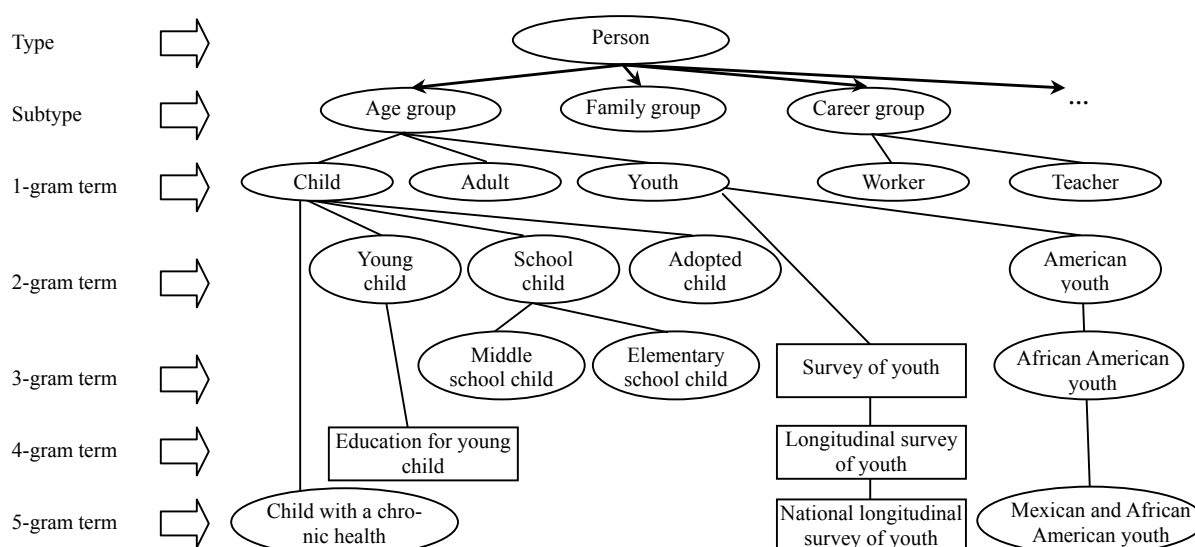 Type
Person
Subtype
Age group
Family group
Career group
...
1-gram term
Child
Adult
Youth
Worker
Teacher
2-gram term
Young
child
School
child
Adopted
child
American
youth
3-gram term
Middle
school child
Elementary
school child
Survey of youth
African American
youth
4-gram term
Education for young
child
Longitudinal survey
of youth
5-gram term
Child with a chro-
nic health
National longitudinal
survey of youth
Mexican and African
American youth